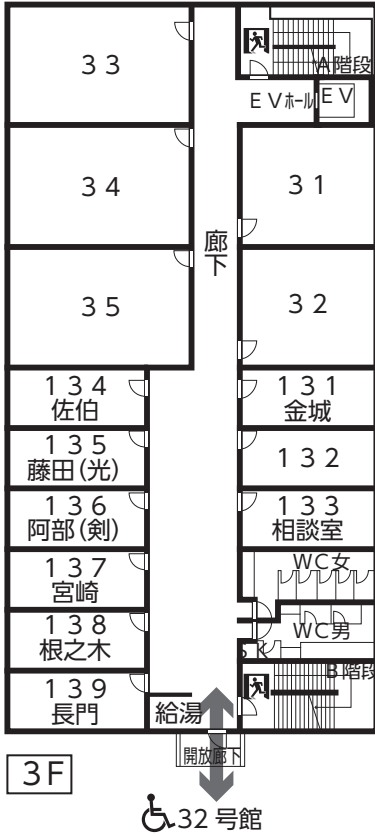 33
A階段
EVホール
EV
34
31
廊下
35
32
134
佐伯
131
金城
135
藤田(光)
132
136
阿部(剣)
133
相談室
137
宮崎
WC女
138
根之木
WC男
SK
139
長門
給湯
B階段
開放廊下
3F
32号館